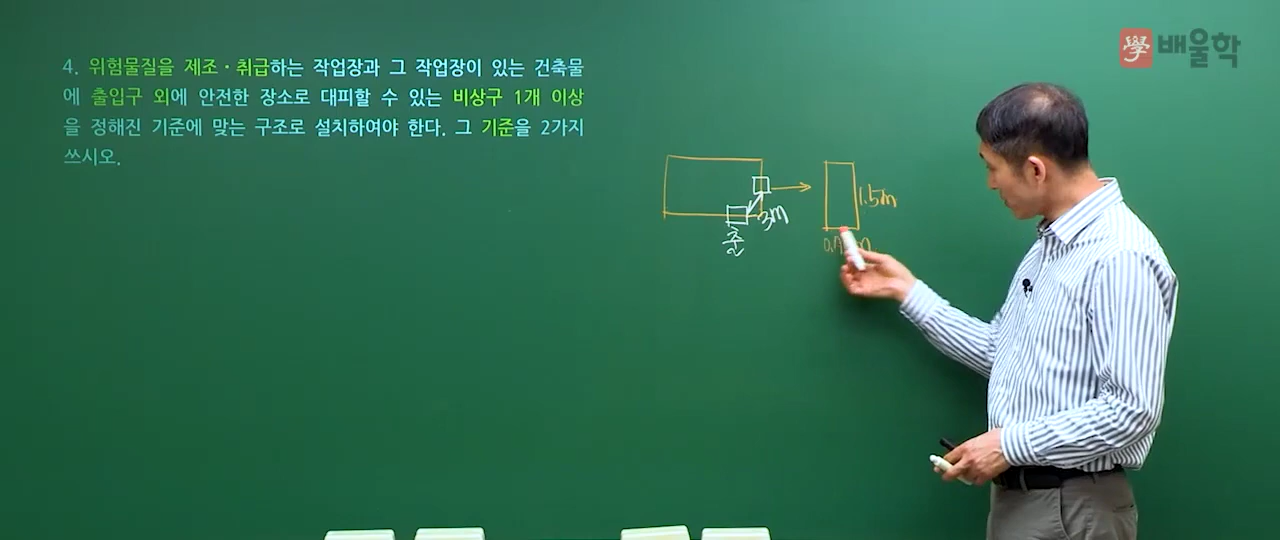 學 배울학
4. 위험물질을 제조·취급하는 작업장과 그 작업장이 있는 건축물
에 출입구 외에 안전한 장소로 대피할 수 있는 비상구 1개 이상
을 정해진 기준에 맞는 구조로 설치하여야 한다. 그 기준을 2가지
쓰시오.
1.5m
3m
출